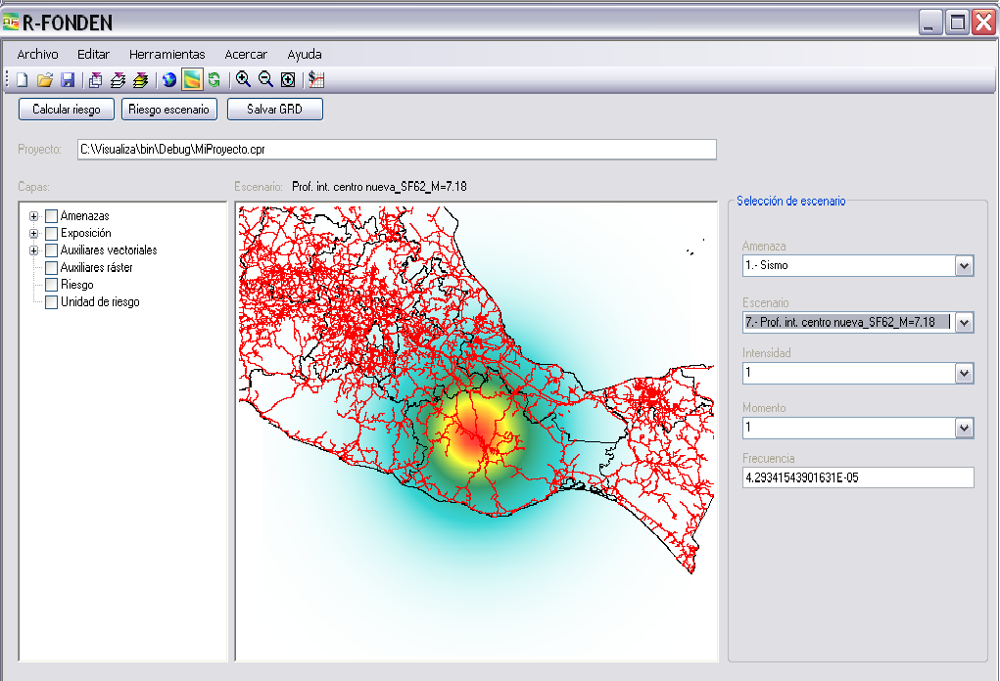 R-FONDEN
Archivo Editar Herramientas Acercar Ayuda
Calcular riesgo Riesgo escenario Salvar GRD
Proyecto: C:\Visualiza\bin\Debug\MiProyecto.cpr
Capas: Escenario: Prof. int. centro nueva_SF62_M=7.18
Amenazas
Exposición
Auxiliares vectoriales
Auxiliares ráster
Riesgo
Unidad de riesgo
Selección de escenario
Amenaza
1.- Sismo
Escenario
7.- Prof. int. centro nueva_SF62_M=7.18
Intensidad
1
Momento
1
Frecuencia
4.29341543901631E-05